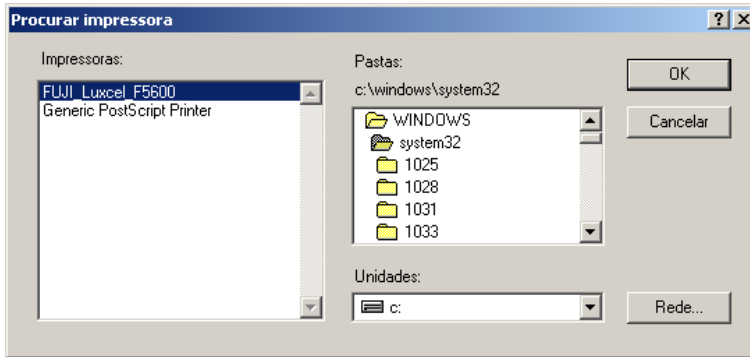 Procurar impressora
Impressoras:
FUJI_Luxcel_F5600
Generic PostScript Printer
Pastas:
c:\windows\system32
WINDOWS
system32
1025
1028
1031
1033
Unidades:
c:
OK
Cancelar
Rede...